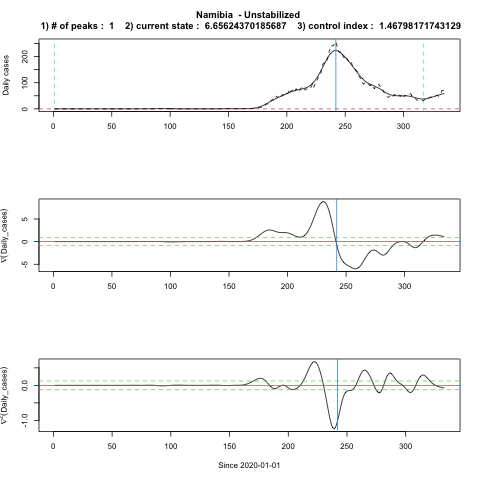 Namibia - Unstabilized
1) # of peaks : 1 2) current state : 6.65624370185687 3) control index : 1.46798171743129
Daily cases
0 100 200
0 50 100 150 200 250 300
∇(Daily_cases)
-5 0 5
0 50 100 150 200 250 300
∇²(Daily_cases)
-1.0 0.0
0 50 100 150 200 250 300
Since 2020-01-01